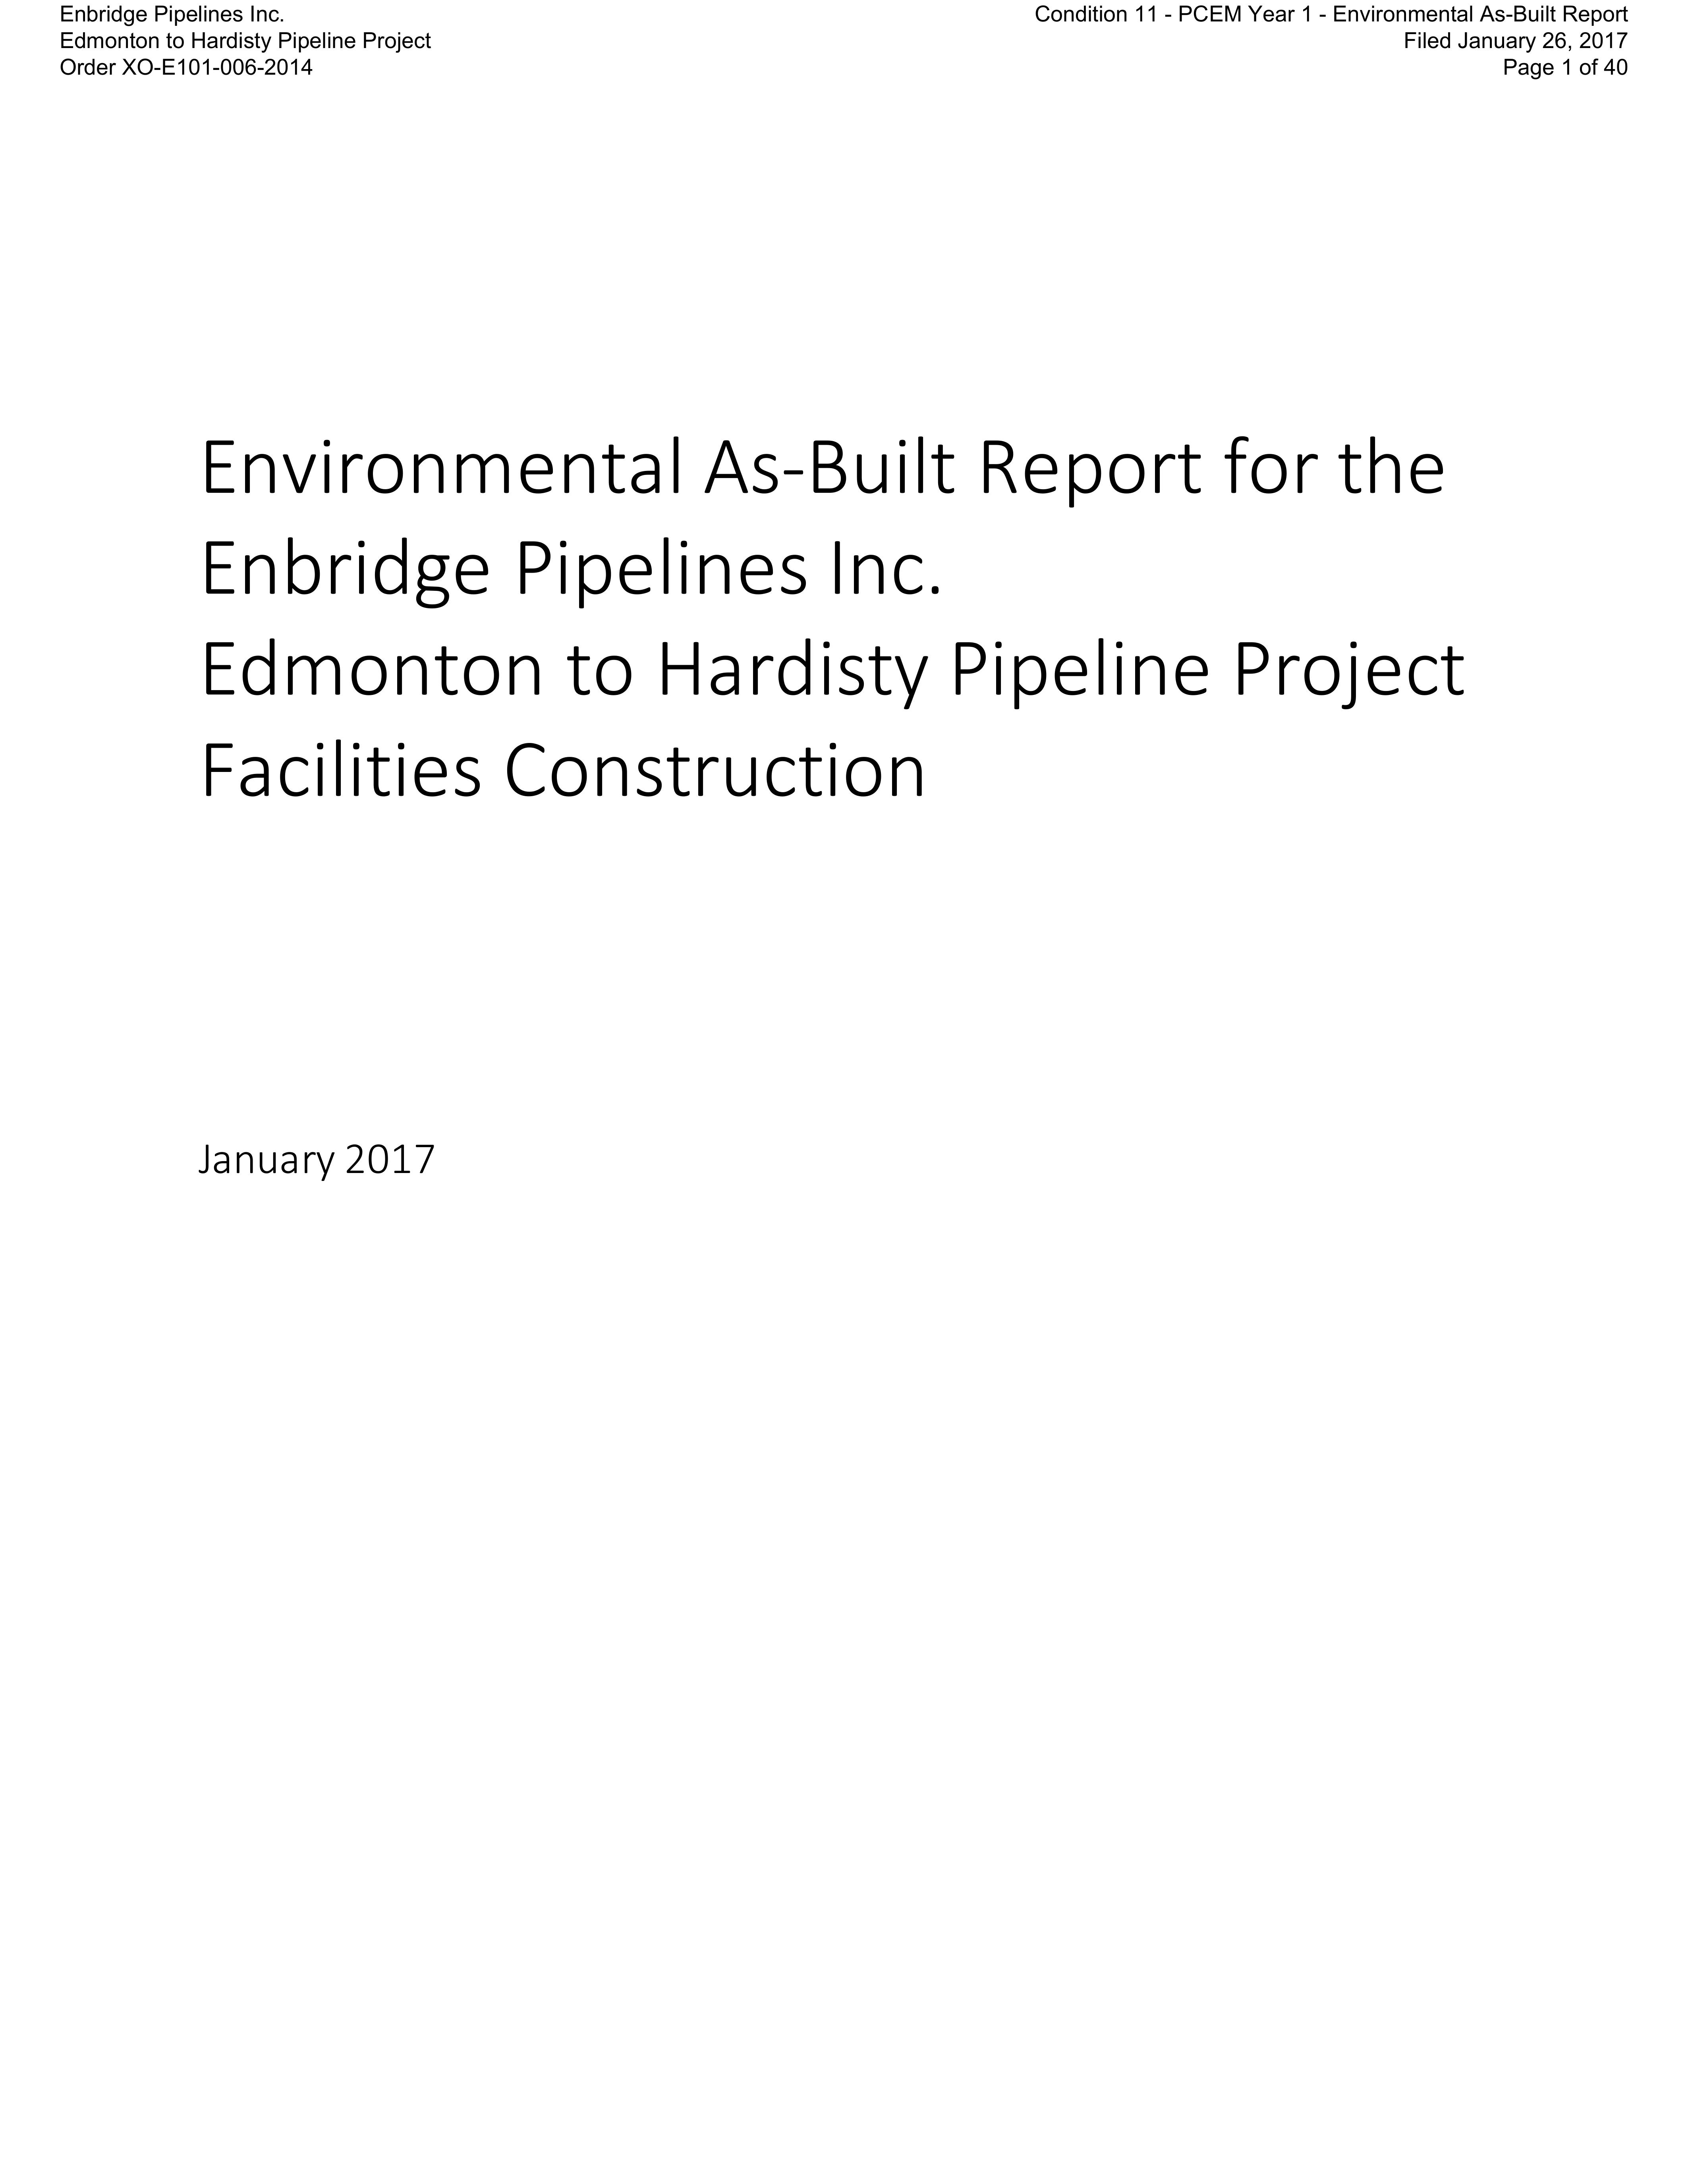 Enbridge Pipelines Inc.
Edmonton to Hardisty Pipeline Project
Order XO-E101-006-2014
Condition 11 - PCEM Year 1 - Environmental As-Built Report
Filed January 26, 2017
Page 1 of 40
Environmental As-Built Report for the
Enbridge Pipelines Inc.
Edmonton to Hardisty Pipeline Project
Facilities Construction
January 2017